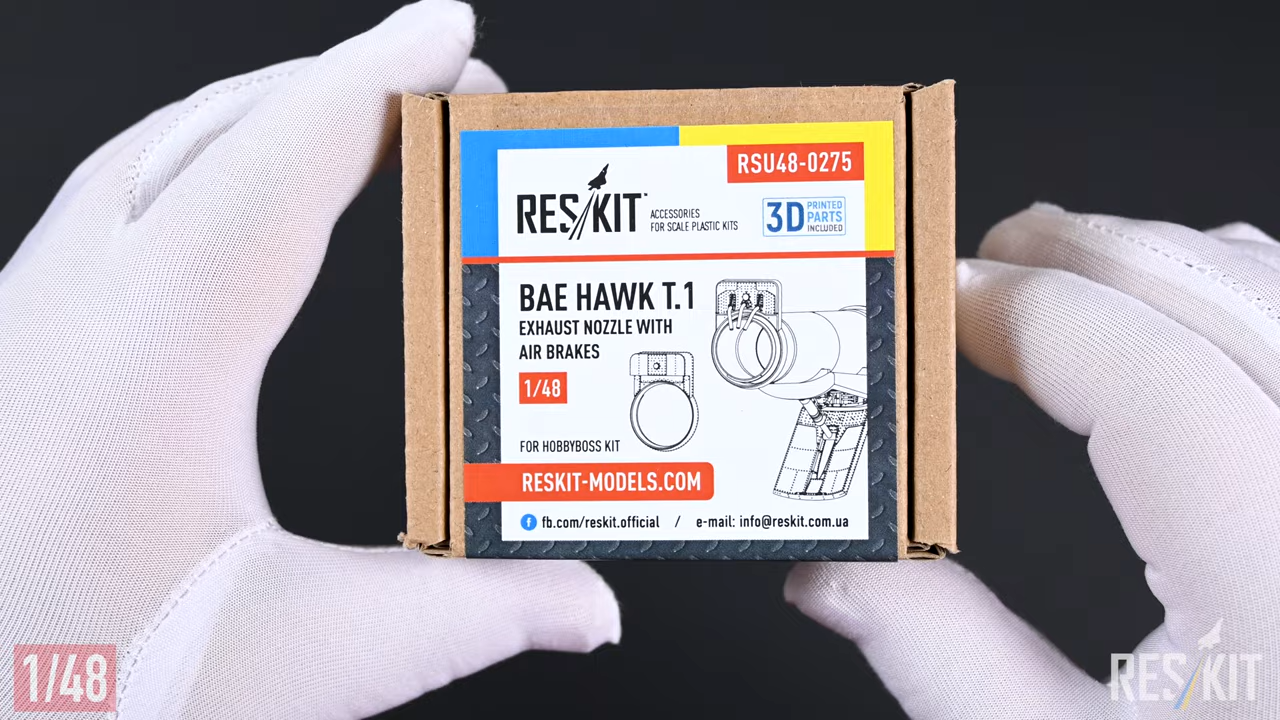 RSU48-0275
RESKIT™
ACCESSORIES
FOR SCALE PLASTIC KITS
3D PRINTED
PARTS
INCLUDED
BAE HAWK T.1
EXHAUST NOZZLE WITH
AIR BRAKES
1/48
FOR HOBBYBOSS KIT
RESKIT-MODELS.COM
f fb.com/reskit.official / e-mail: info@reskit.com.ua
1/48
RESKIT